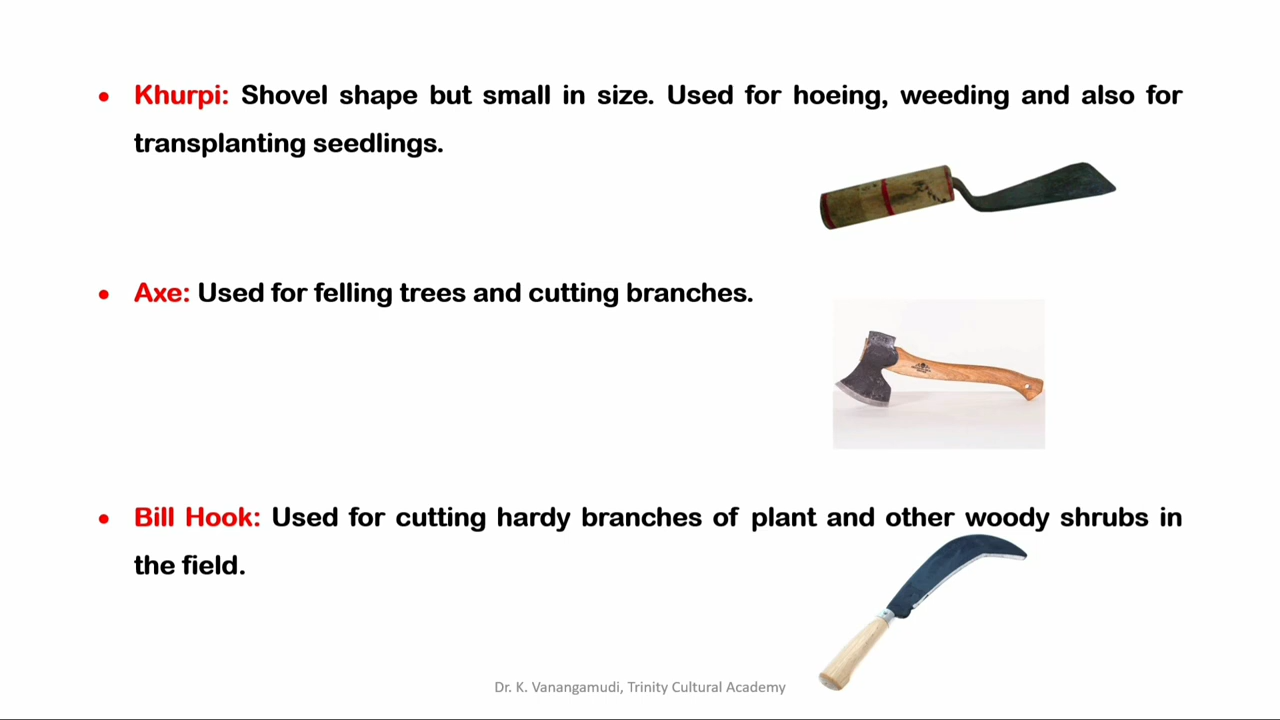 • Khurpi: Shovel shape but small in size. Used for hoeing, weeding and also for
transplanting seedlings.
• Axe: Used for felling trees and cutting branches.
• Bill Hook: Used for cutting hardy branches of plant and other woody shrubs in
the field.
Dr. K. Vanangamudi, Trinity Cultural Academy